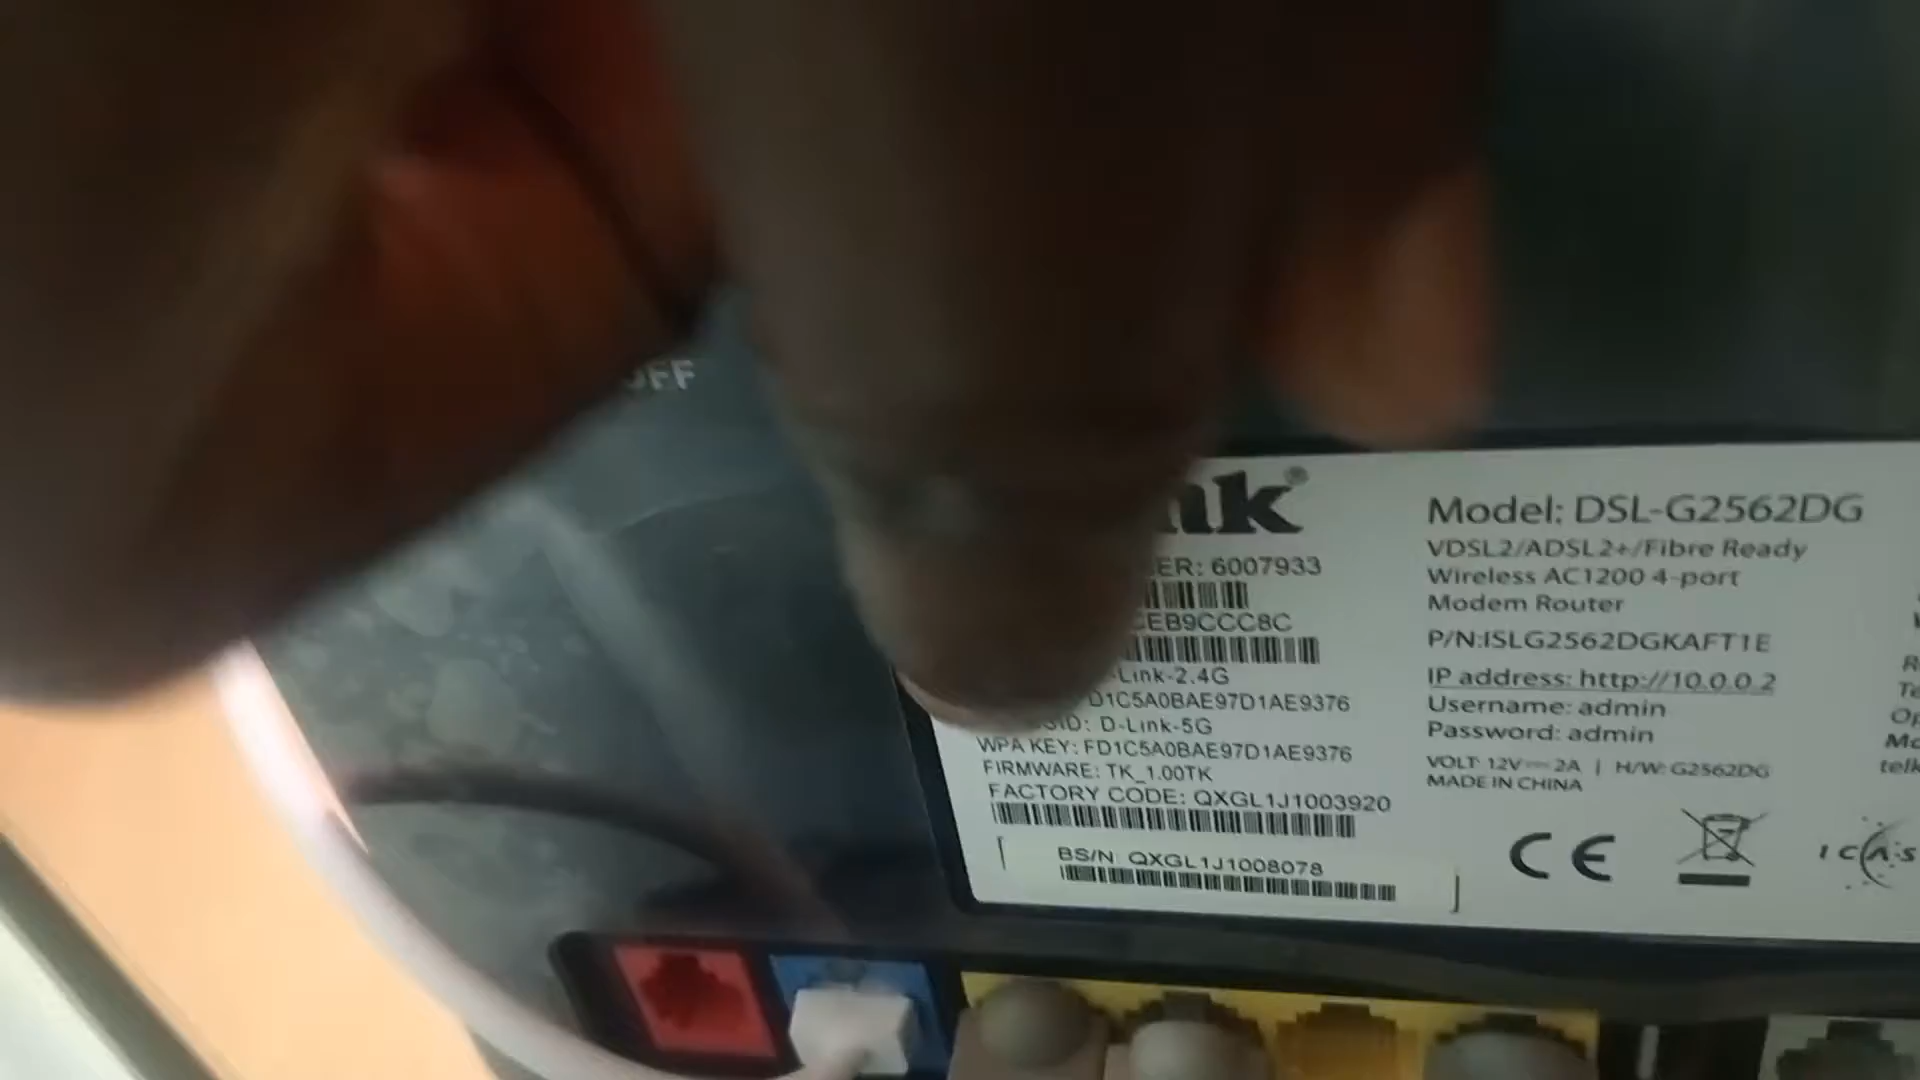 OFF
nk®
ER: 6007933
CEB9CCC8C
-Link-2.4G
D1C5A0BAE97D1AE9376
SID: D-Link-5G
WPA KEY: FD1C5A0BAE97D1AE9376
FIRMWARE: TK_1.00TK
FACTORY CODE: QXGL1J1003920
BS/N: QXGL1J1008078
Model: DSL-G2562DG
VDSL2/ADSL2+/Fibre Ready
Wireless AC1200 4-port
Modem Router
P/N:ISLG2562DGKAFT1E
IP address: http://10.0.0.2
Username: admin
Password: admin
VOLT: 12V⎓2A | H/W: G2562DG
MADE IN CHINA
CE
ICAS